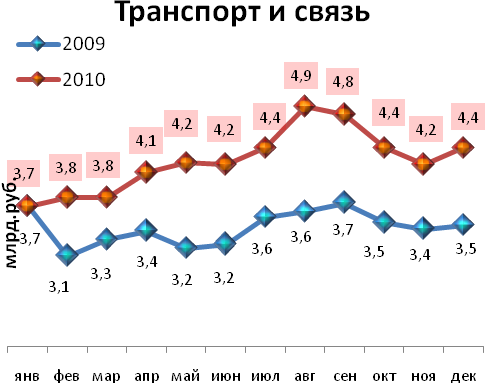 Транспорт и связь
2009
2010
4,9 4,8
4,4 4,4 4,4
4,1 4,2 4,2 4,2
3,7 3,8 3,8
млрд.руб.
3,7 3,1 3,3 3,4 3,2 3,2 3,6 3,6 3,7 3,5 3,4 3,5
янв фев мар апр май июн июл авг сен окт ноя дек